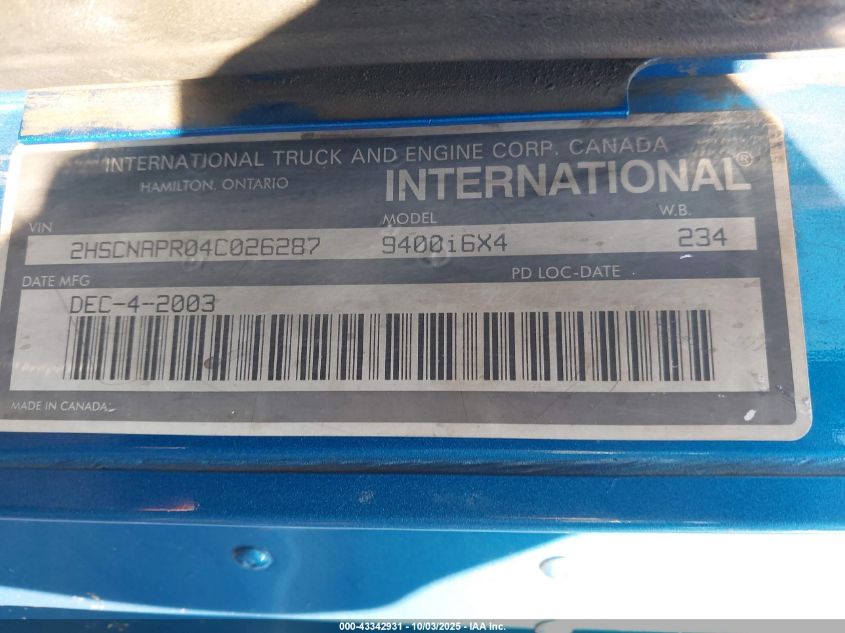 INTERNATIONAL TRUCK AND ENGINE CORP. CANADA
HAMILTON, ONTARIO
INTERNATIONAL®
VIN MODEL W.B.
2HSCNAPR04C026287 9400i6X4 234
DATE MFG PD LOC-DATE
DEC-4-2003
MADE IN CANADA
000-43342931 - 10/03/2025 - IAA Inc.